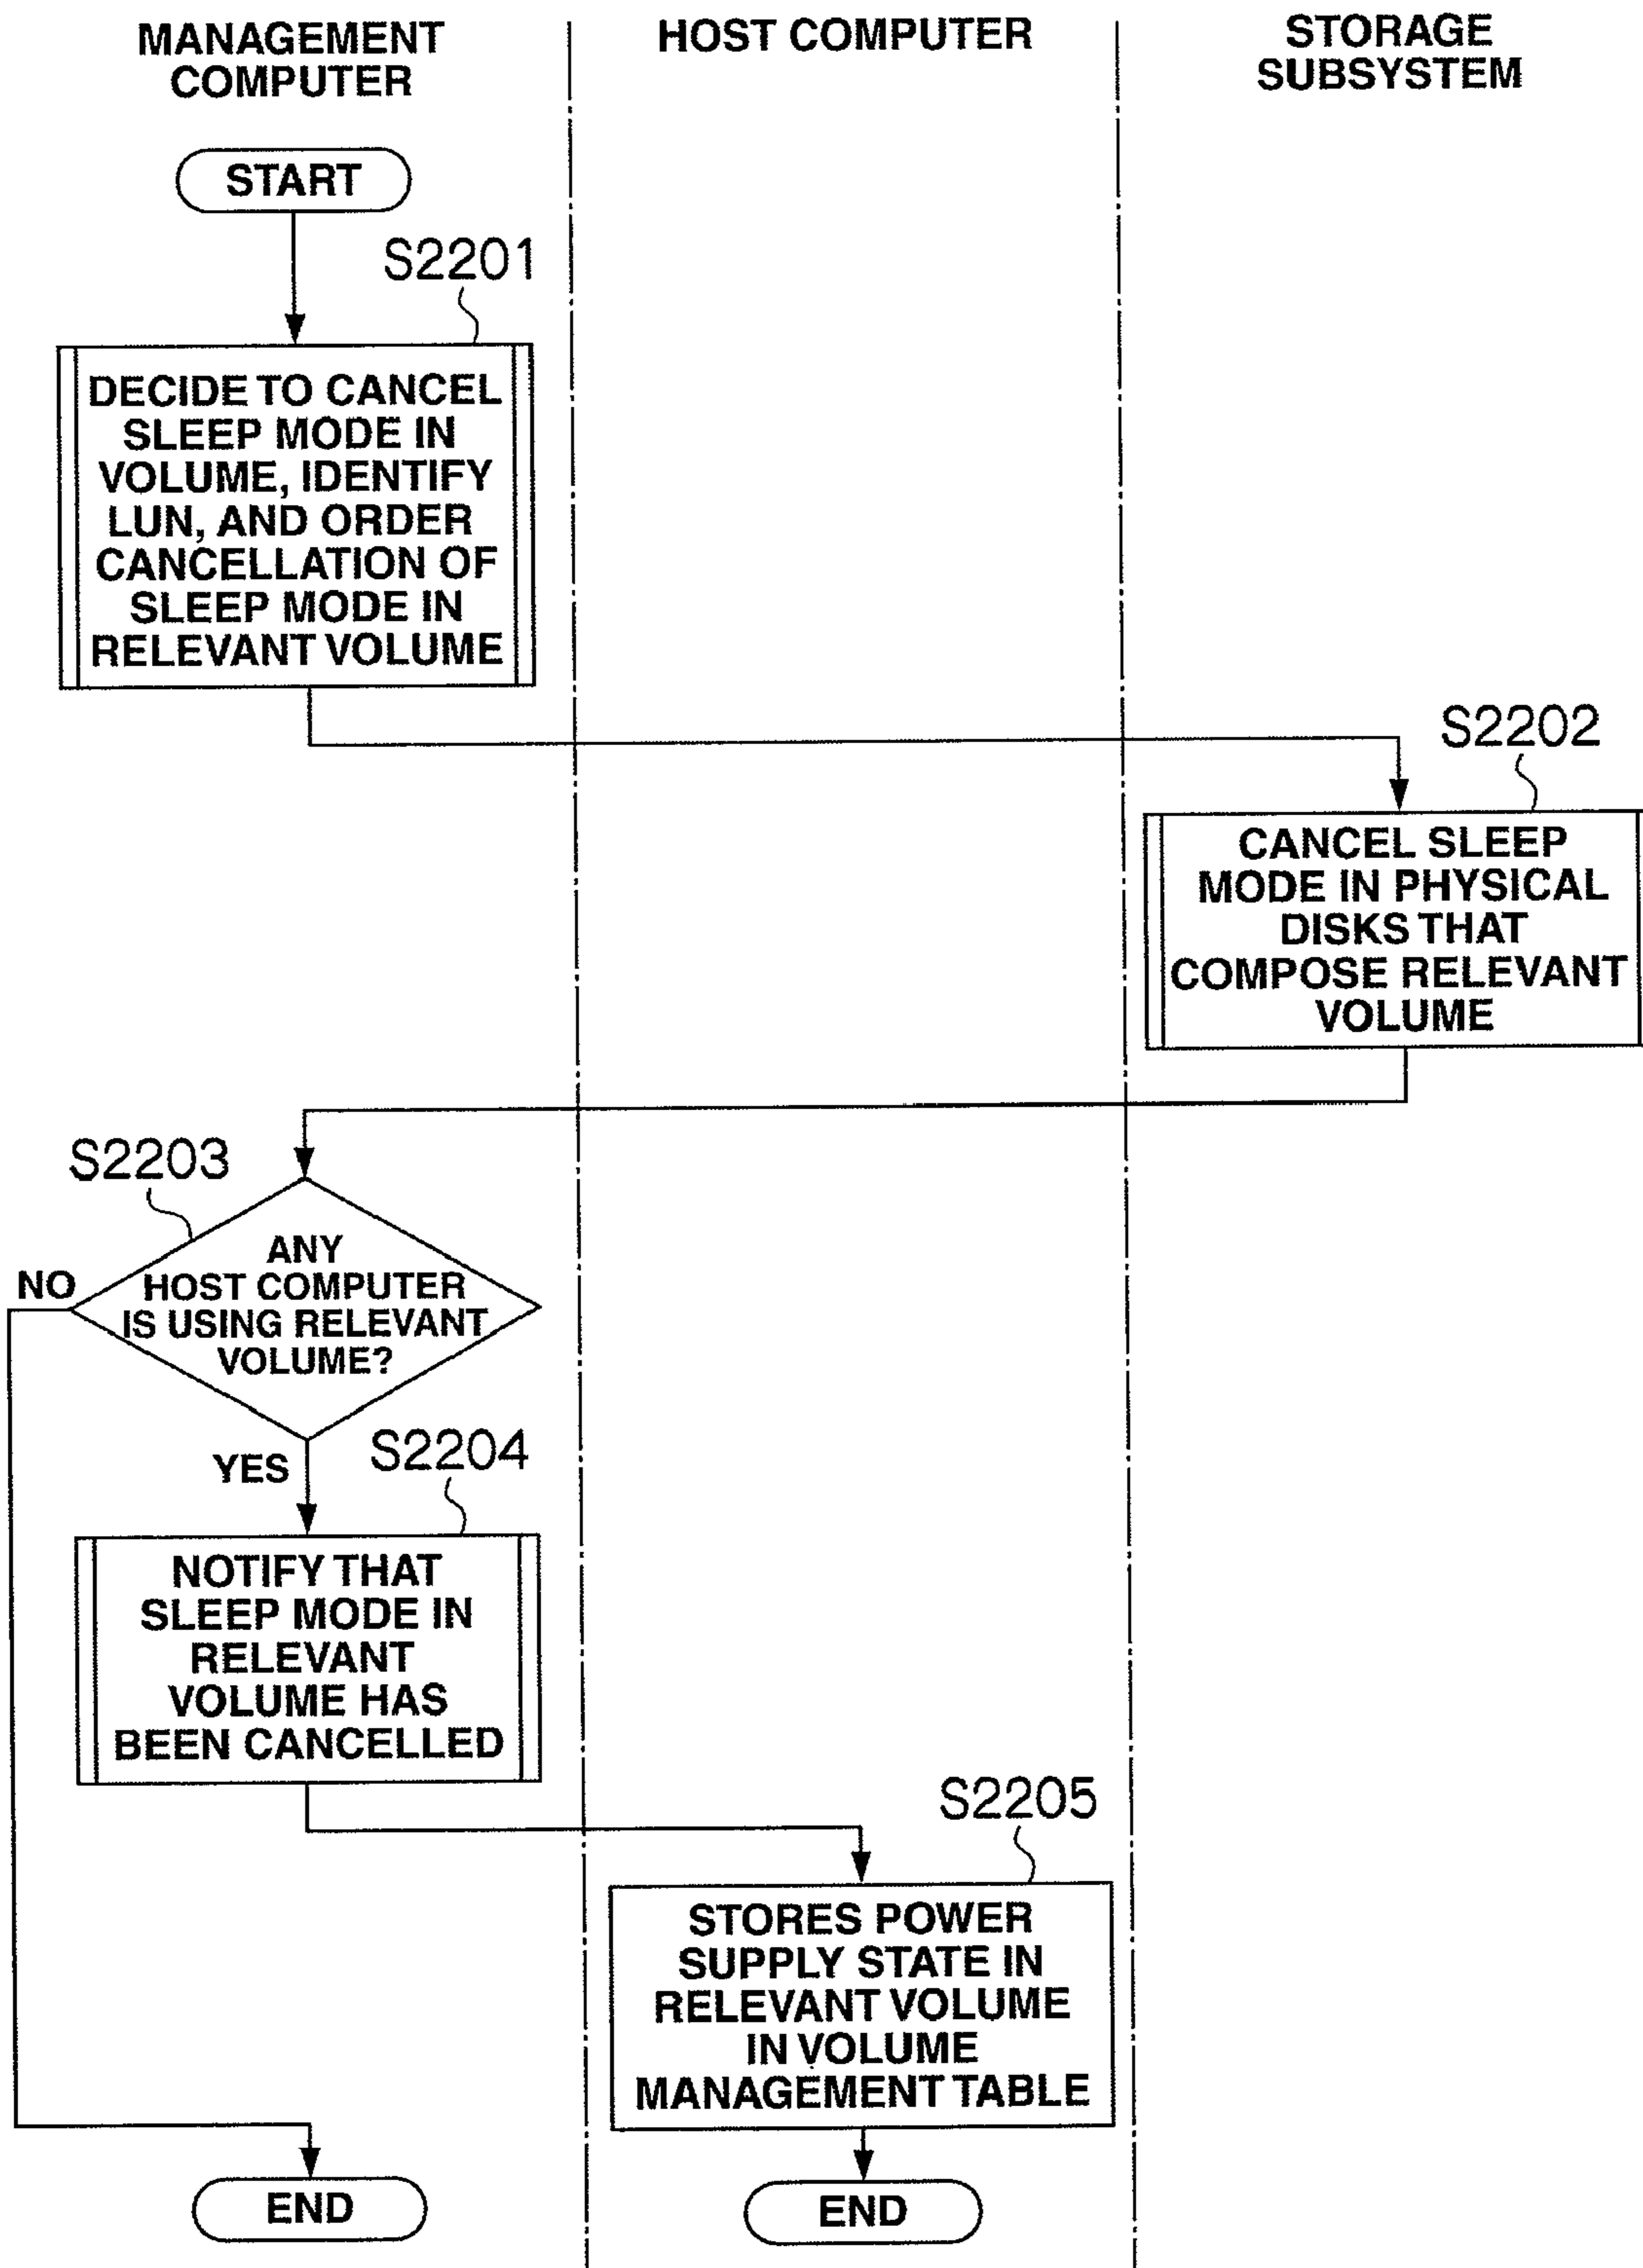 MANAGEMENT
COMPUTER
HOST COMPUTER
STORAGE
SUBSYSTEM
START
S2201
DECIDE TO CANCEL
SLEEP MODE IN
VOLUME, IDENTIFY
LUN, AND ORDER
CANCELLATION OF
SLEEP MODE IN
RELEVANT VOLUME
S2202
CANCEL SLEEP
MODE IN PHYSICAL
DISKS THAT
COMPOSE RELEVANT
VOLUME
S2203
ANY
HOST COMPUTER
IS USING RELEVANT
VOLUME?
NO
YES
S2204
NOTIFY THAT
SLEEP MODE IN
RELEVANT
VOLUME HAS
BEEN CANCELLED
S2205
STORES POWER
SUPPLY STATE IN
RELEVANT VOLUME
IN VOLUME
MANAGEMENT TABLE
END
END